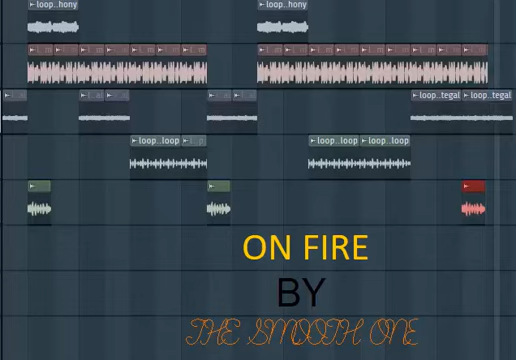 loop..hony loop..hony
loop..tegal loop..tegal
loop..loop loop..loop loop..loop
ON FIRE
BY
THE SMOOTH ONE